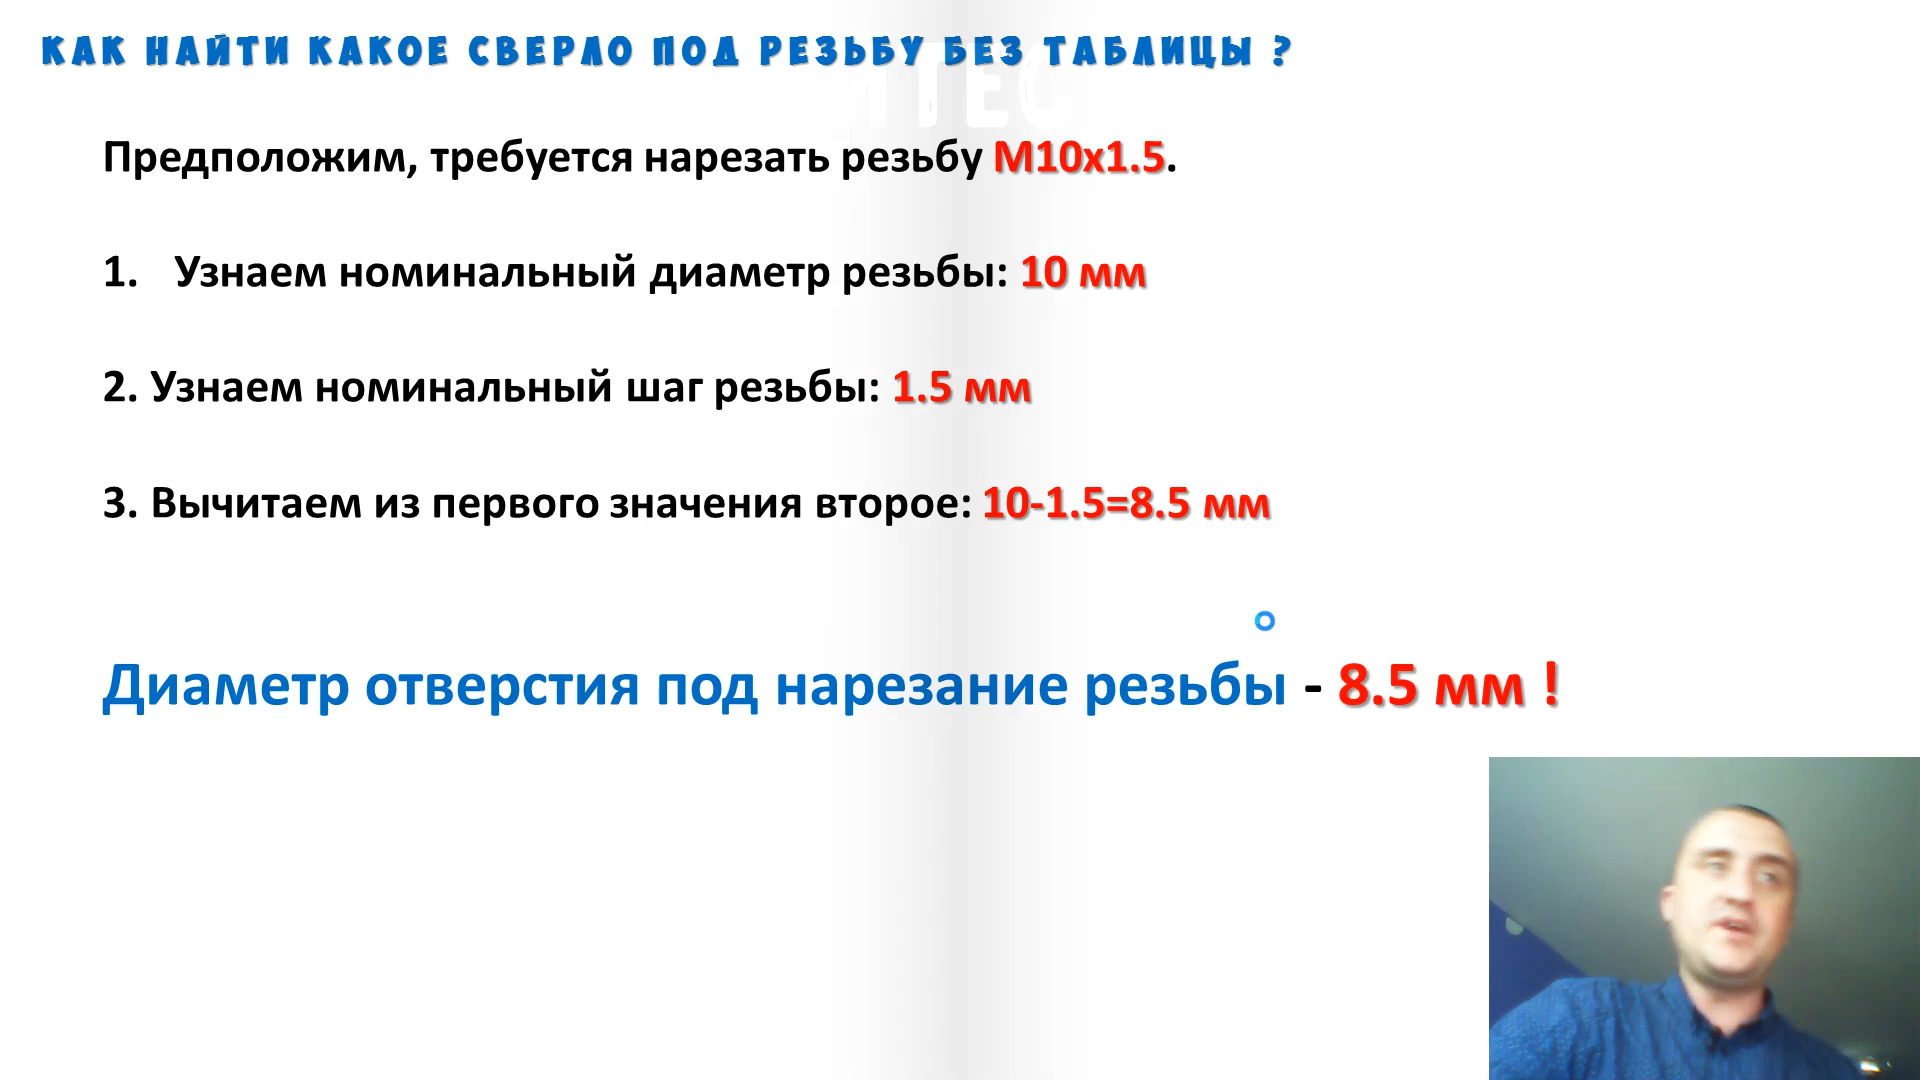 КАК НАЙТИ КАКОЕ СВЕРЛО ПОД РЕЗЬБУ БЕЗ ТАБЛИЦЫ ?
ИТЕС
Предположим, требуется нарезать резьбу М10х1.5.
1. Узнаем номинальный диаметр резьбы: 10 мм
2. Узнаем номинальный шаг резьбы: 1.5 мм
3. Вычитаем из первого значения второе: 10-1.5=8.5 мм
Диаметр отверстия под нарезание резьбы - 8.5 мм !